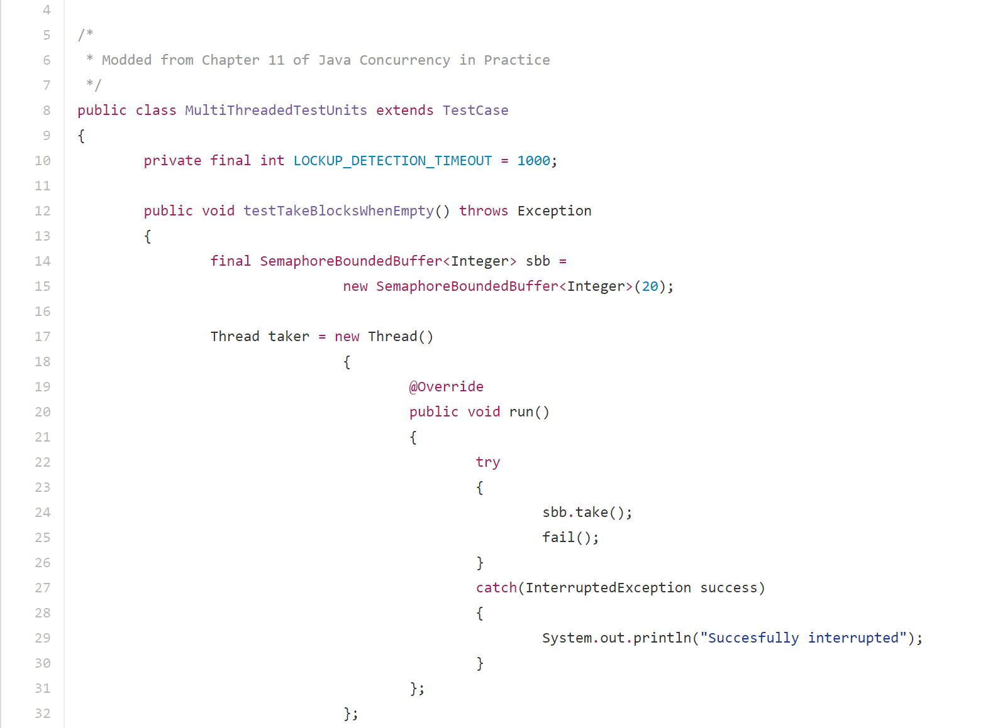 4
5 /*
6  * Modded from Chapter 11 of Java Concurrency in Practice
7  */
8 public class MultiThreadedTestUnits extends TestCase
9 {
10         private final int LOCKUP_DETECTION_TIMEOUT = 1000;
11
12         public void testTakeBlocksWhenEmpty() throws Exception
13         {
14                 final SemaphoreBoundedBuffer<Integer> sbb =
15                                 new SemaphoreBoundedBuffer<Integer>(20);
16
17                 Thread taker = new Thread()
18                                 {
19                                         @Override
20                                         public void run()
21                                         {
22                                                 try
23                                                 {
24                                                         sbb.take();
25                                                         fail();
26                                                 }
27                                                 catch(InterruptedException success)
28                                                 {
29                                                         System.out.println("Succesfully interrupted");
30                                                 }
31                                         };
32                                 };